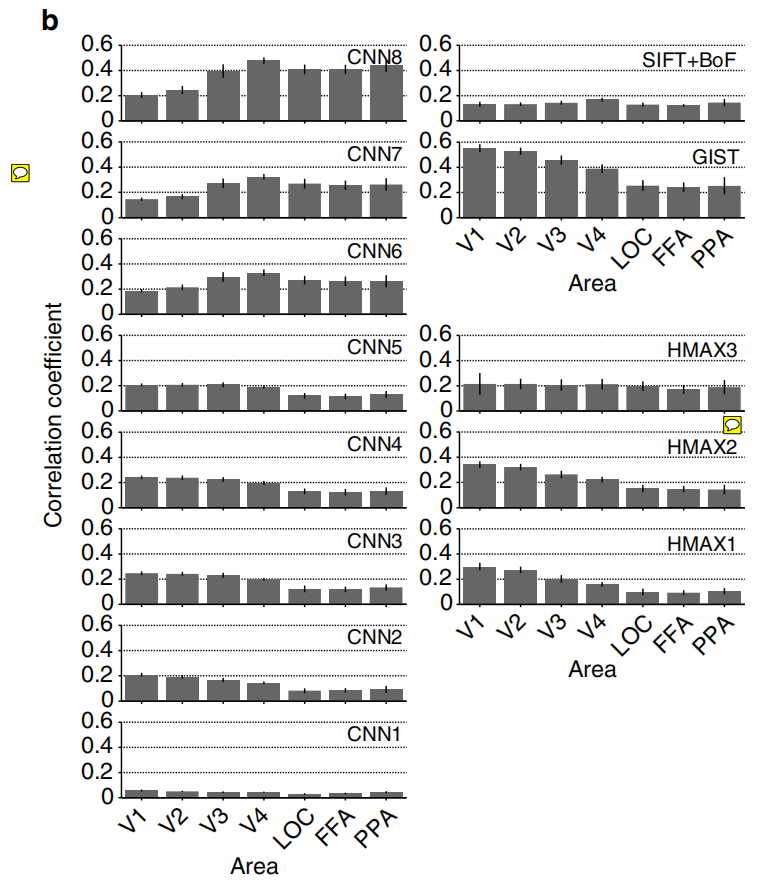 b
CNN8
0.6
0.4
0.2
0
CNN7
0.6
0.4
0.2
0
CNN6
0.6
0.4
0.2
0
CNN5
0.6
0.4
0.2
0
CNN4
0.6
0.4
0.2
0
CNN3
0.6
0.4
0.2
0
CNN2
0.6
0.4
0.2
0
CNN1
0.6
0.4
0.2
0
V1 V2 V3 V4 LOC FFA PPA
Area
Correlation coefficient
SIFT+BoF
0.6
0.4
0.2
0
GIST
0.6
0.4
0.2
0
V1 V2 V3 V4 LOC FFA PPA
Area
HMAX3
0.6
0.4
0.2
0
HMAX2
0.6
0.4
0.2
0
HMAX1
0.6
0.4
0.2
0
V1 V2 V3 V4 LOC FFA PPA
Area